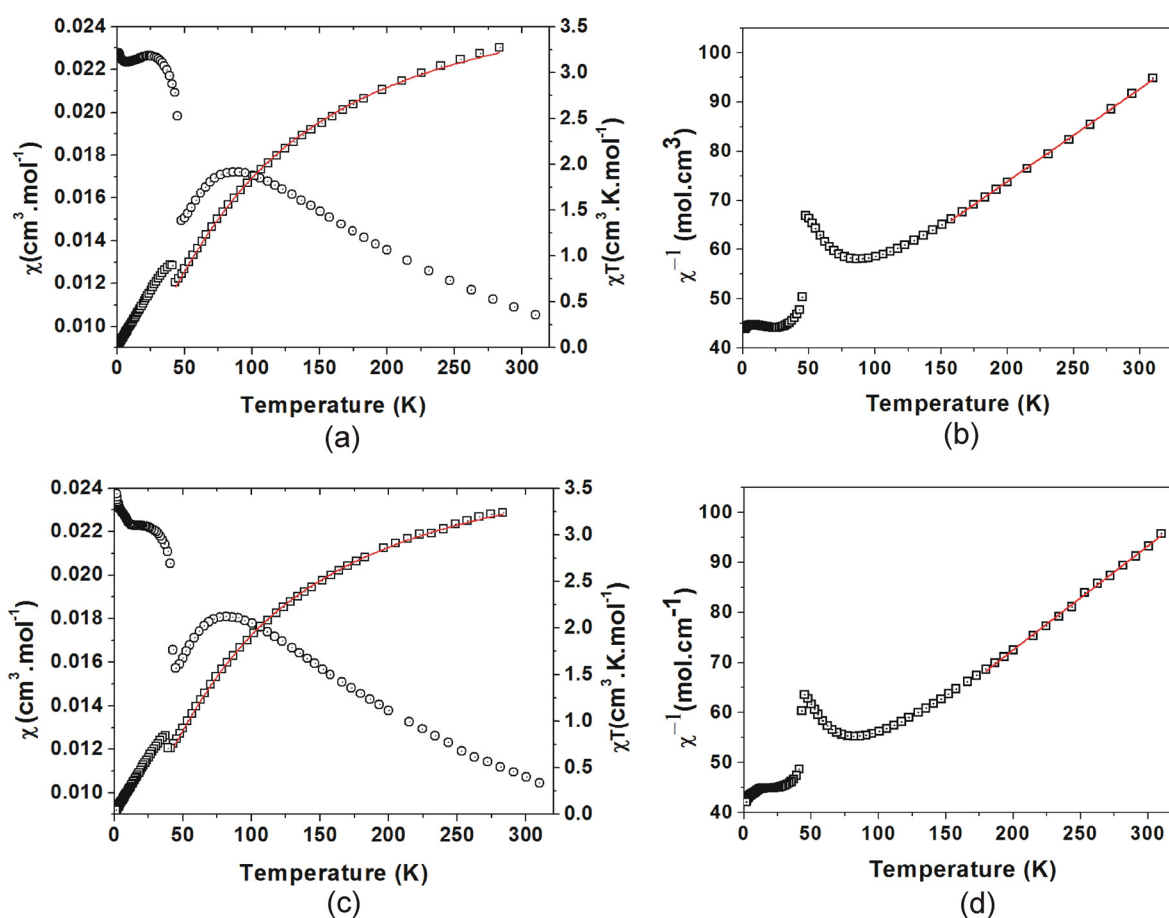 0.024
0.022
0.020
0.018
0.016
0.014
0.012
0.010
χ(cm³.mol⁻¹)
3.5
3.0
2.5
2.0
1.5
1.0
0.5
0.0
χT(cm³.K.mol⁻¹)
0 50 100 150 200 250 300
Temperature (K)
(a)
100
90
80
70
60
50
40
χ⁻¹ (mol.cm³)
0 50 100 150 200 250 300
Temperature (K)
(b)
0.024
0.022
0.020
0.018
0.016
0.014
0.012
0.010
χ(cm³.mol⁻¹)
3.5
3.0
2.5
2.0
1.5
1.0
0.5
0.0
χT(cm³.K.mol⁻¹)
0 50 100 150 200 250 300
Temperature (K)
(c)
100
90
80
70
60
50
40
χ⁻¹(mol.cm-1)
0 50 100 150 200 250 300
Temperature (K)
(d)